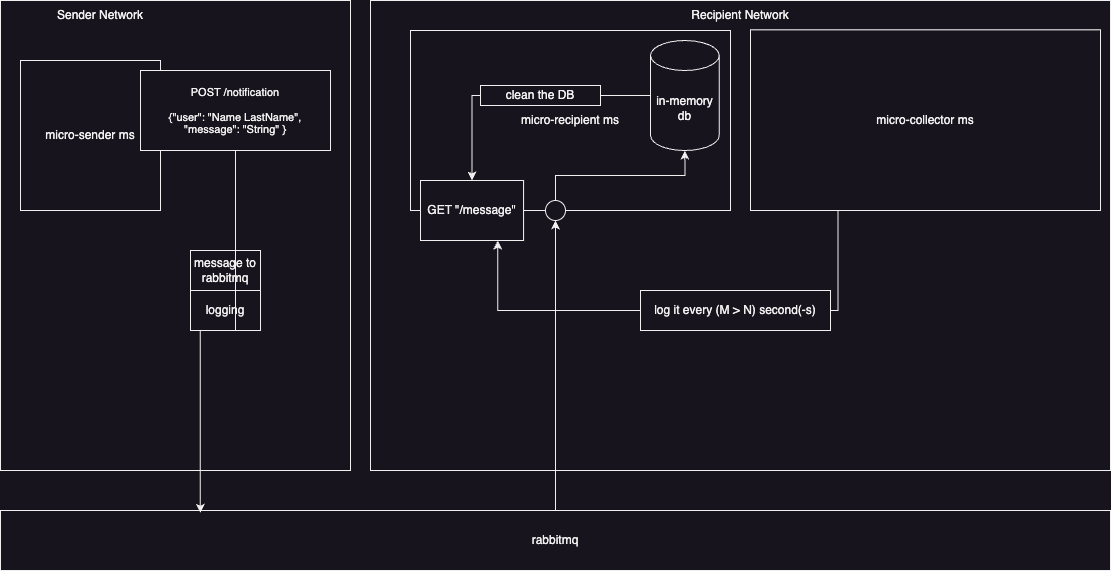 Sender Network
micro-sender ms
POST /notification
{"user": "Name LastName",
"message": "String" }
message to
rabbitmq
logging
Recipient Network
clean the DB
micro-recipient ms
in-memory
db
GET "/message"
micro-collector ms
log it every (M > N) second(-s)
rabbitmq